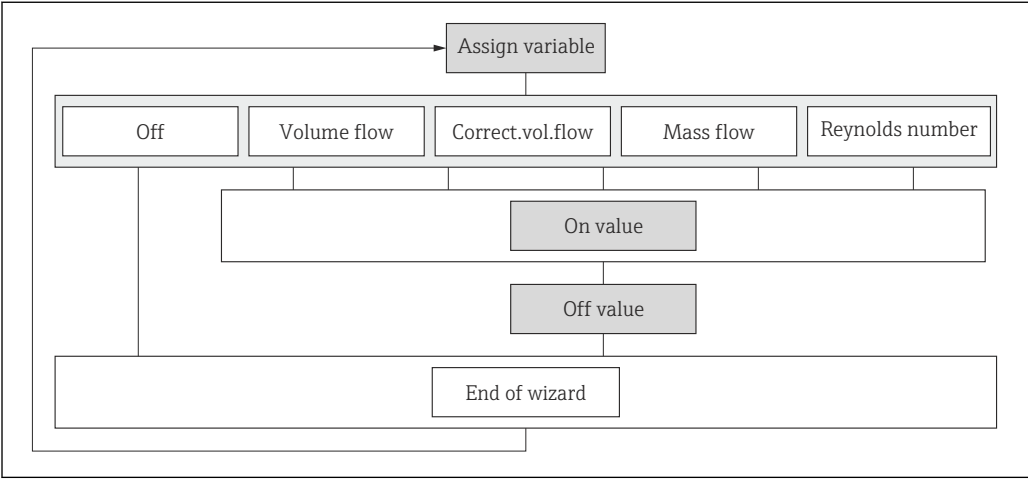 Assign variable
Off
Volume flow
Correct.vol.flow
Mass flow
Reynolds number
On value
Off value
End of wizard